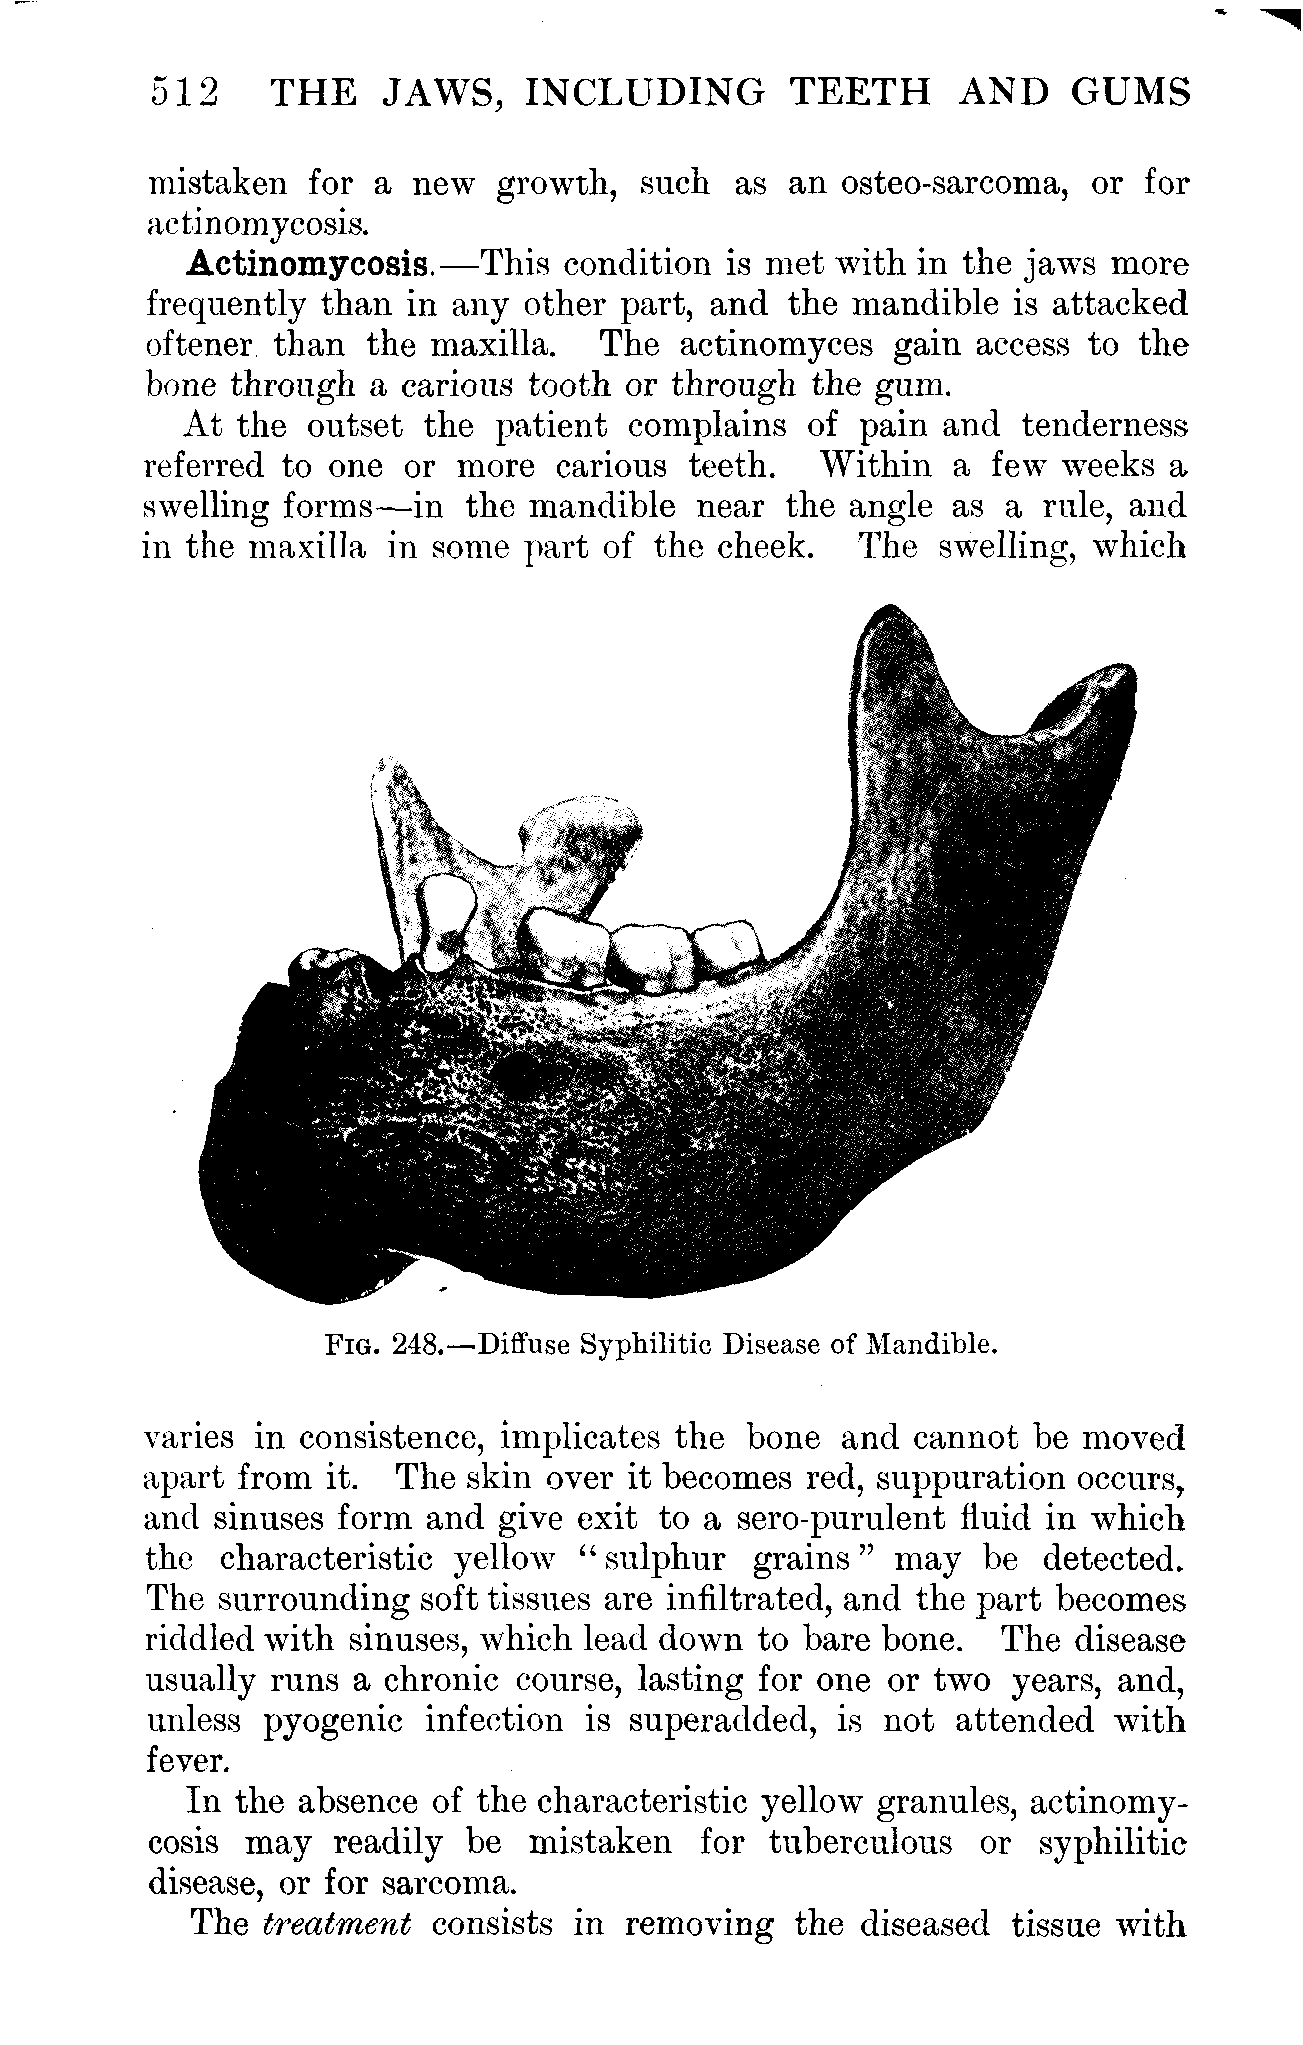 512 THE JAWS, INCLUDING TEETH AND GUMS
mistaken for a new growth, such as an osteo-sarcoma, or for
actinomycosis.
Actinomycosis.—This condition is met with in the jaws more
frequently than in any other part, and the mandible is attacked
oftener than the maxilla. The actinomyces gain access to the
bone through a carious tooth or through the gum.
At the outset the patient complains of pain and tenderness
referred to one or more carious teeth. Within a few weeks a
swelling forms—in the mandible near the angle as a rule, and
in the maxilla in some part of the cheek. The swelling, which
FIG. 248.—Diffuse Syphilitic Disease of Mandible.
varies in consistence, implicates the bone and cannot be moved
apart from it. The skin over it becomes red, suppuration occurs,
and sinuses form and give exit to a sero-purulent fluid in which
the characteristic yellow “sulphur grains” may be detected.
The surrounding soft tissues are infiltrated, and the part becomes
riddled with sinuses, which lead down to bare bone. The disease
usually runs a chronic course, lasting for one or two years, and,
unless pyogenic infection is superadded, is not attended with
fever.
In the absence of the characteristic yellow granules, actinomy-
cosis may readily be mistaken for tuberculous or syphilitic
disease, or for sarcoma.
The treatment consists in removing the diseased tissue with